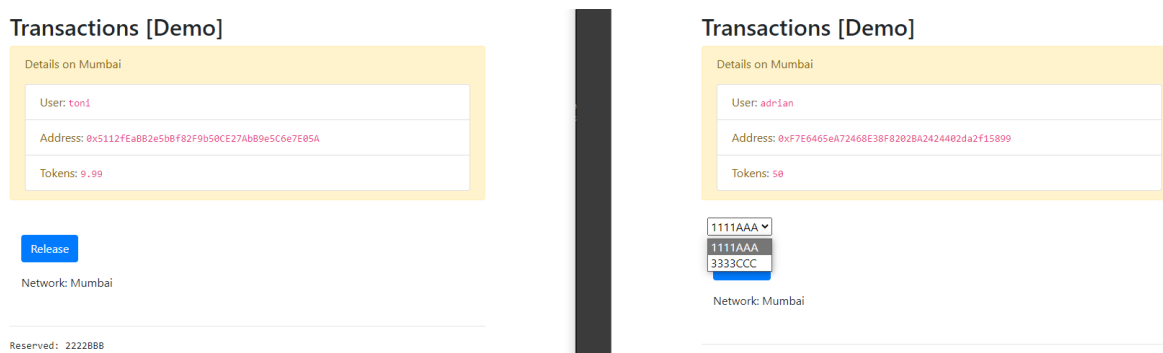 Transactions [Demo]
Details on Mumbai
User: toni
Address: 0x5112fEaBB2e5bBf82F9b50CE27AbB9e5C6e7E05A
Tokens: 9.99
Release
Network: Mumbai
Reserved: 2222BBB
Transactions [Demo]
Details on Mumbai
User: adrian
Address: 0xF7E6465eA72468E38F8202BA2424402da2f15899
Tokens: 50
1111AAA
1111AAA
3333CCC
Network: Mumbai